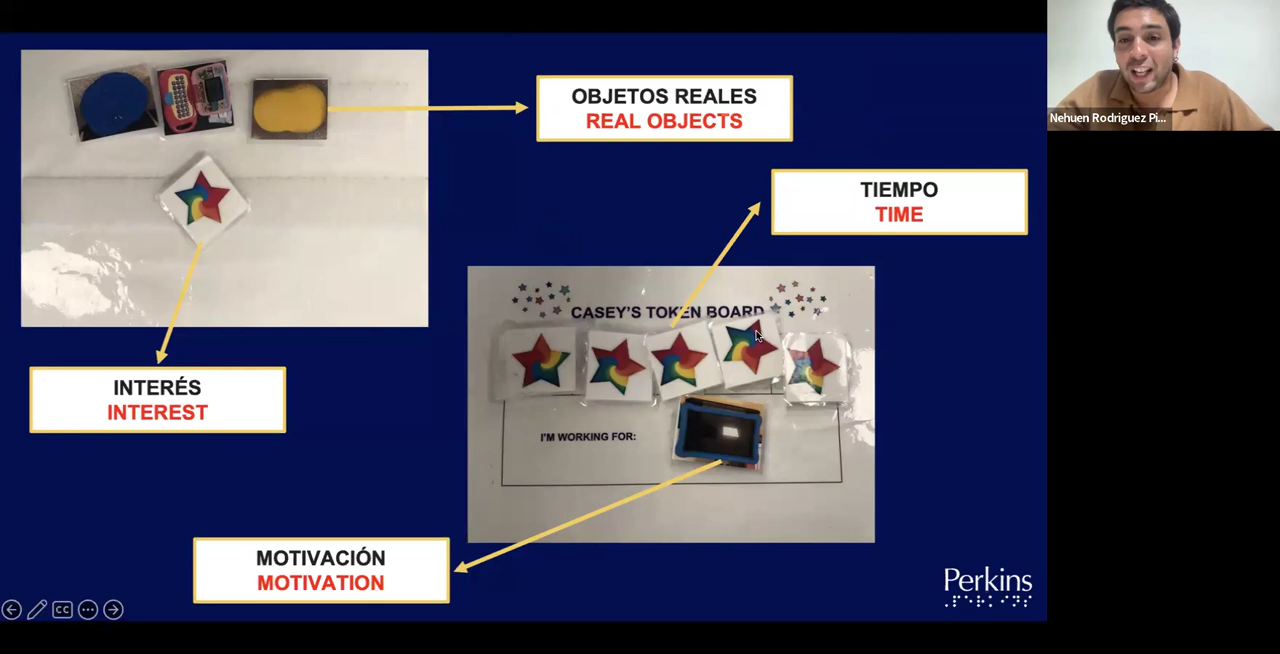 OBJETOS REALES
REAL OBJECTS
Nehuen Rodriguez Pi...
TIEMPO
TIME
CASEY'S TOKEN BOARD
INTERÉS
INTEREST
I'M WORKING FOR:
MOTIVACIÓN
MOTIVATION
Perkins
CC